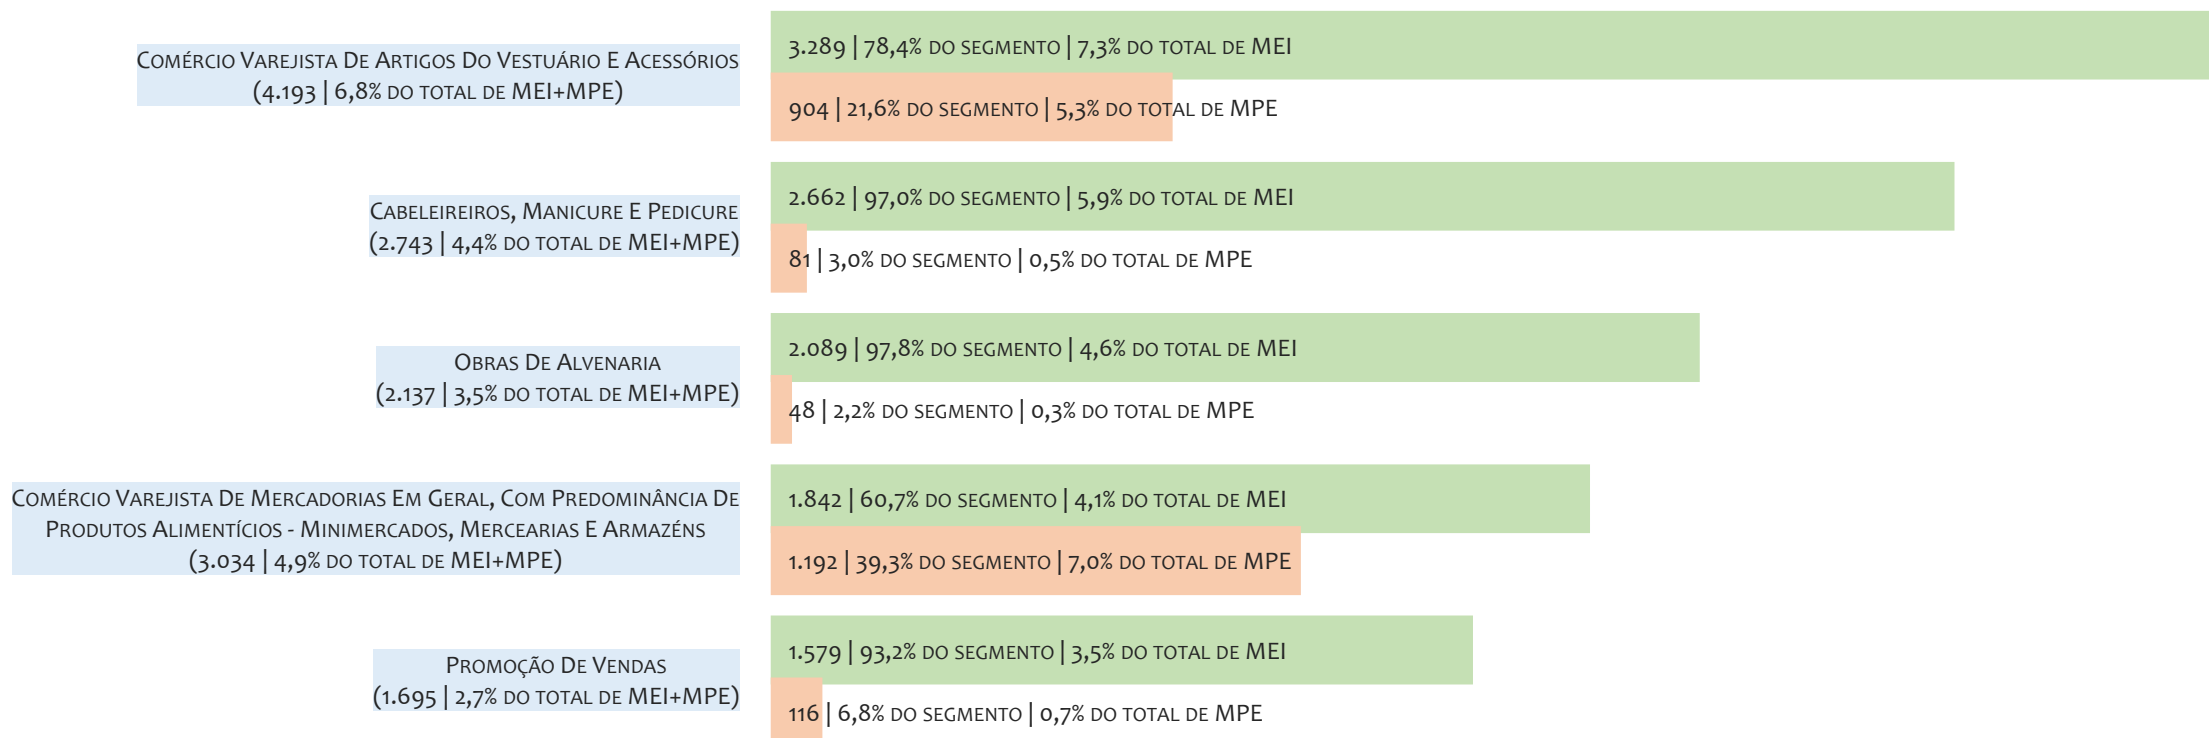 Comércio Varejista De Artigos Do Vestuário E Acessórios
(4.193 | 6,8% do total de MEI+MPE)
3.289 | 78,4% do segmento | 7,3% do total de MEI
904 | 21,6% do segmento | 5,3% do total de MPE
Cabeleireiros, Manicure E Pedicure
(2.743 | 4,4% do total de MEI+MPE)
2.662 | 97,0% do segmento | 5,9% do total de MEI
81 | 3,0% do segmento | 0,5% do total de MPE
Obras De Alvenaria
(2.137 | 3,5% do total de MEI+MPE)
2.089 | 97,8% do segmento | 4,6% do total de MEI
48 | 2,2% do segmento | 0,3% do total de MPE
Comércio Varejista De Mercadorias Em Geral, Com Predominância De
Produtos Alimentícios - Minimercados, Mercearias E Armazéns
(3.034 | 4,9% do total de MEI+MPE)
1.842 | 60,7% do segmento | 4,1% do total de MEI
1.192 | 39,3% do segmento | 7,0% do total de MPE
Promoção De Vendas
(1.695 | 2,7% do total de MEI+MPE)
1.579 | 93,2% do segmento | 3,5% do total de MEI
116 | 6,8% do segmento | 0,7% do total de MPE